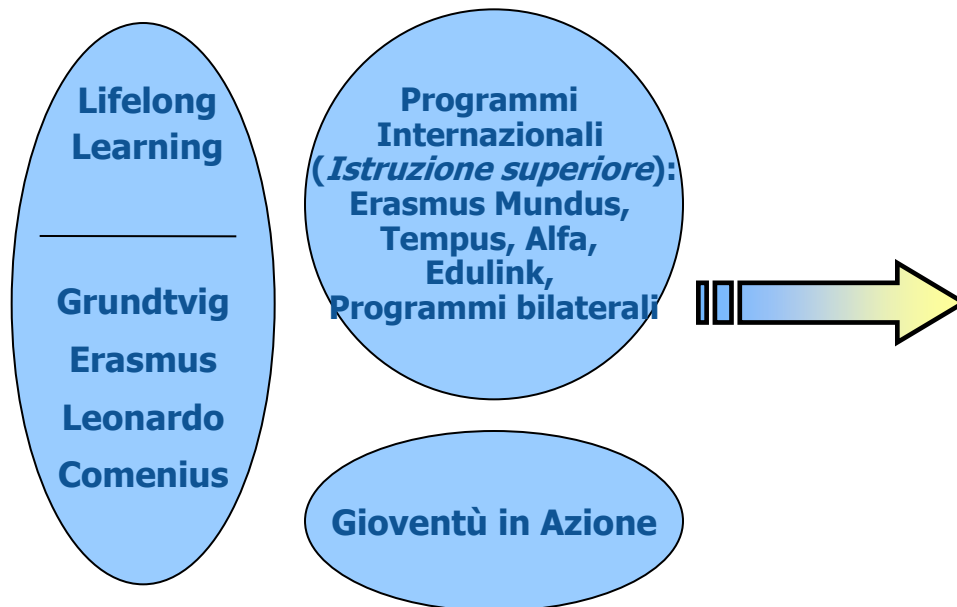 Lifelong
Learning
Grundtvig
Erasmus
Leonardo
Comenius
Programmi
Internazionali
(Istruzione superiore):
Erasmus Mundus,
Tempus, Alfa,
Edulink,
Programmi bilaterali
Gioventù in Azione